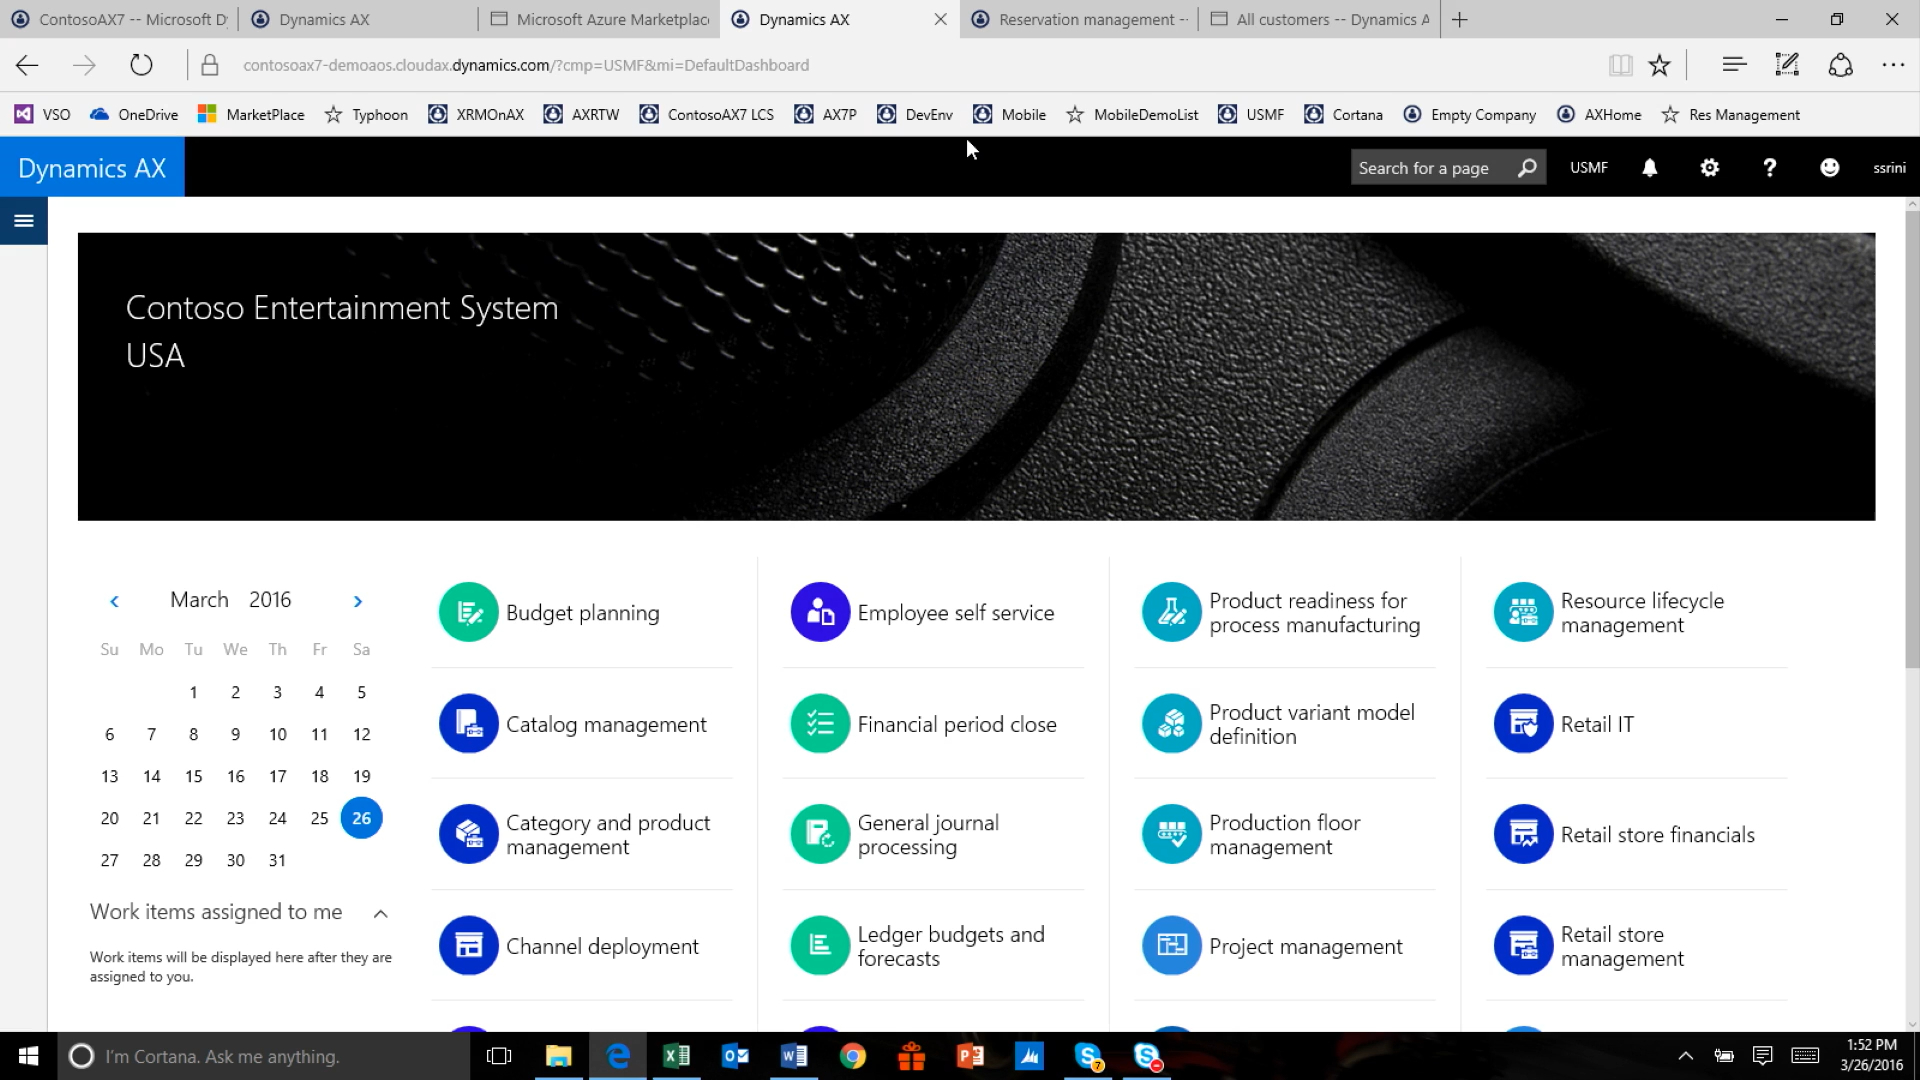 ContosoAX7 -- Microsoft Dy
Dynamics AX
Microsoft Azure Marketplace
Dynamics AX
Reservation management --
All customers -- Dynamics A
contosoax7-demoaos.cloudax.dynamics.com/?cmp=USMF&mi=DefaultDashboard
VSO
OneDrive
MarketPlace
Typhoon
XRMOnAX
AXRTW
ContosoAX7 LCS
AX7P
DevEnv
Mobile
MobileDemoList
USMF
Cortana
Empty Company
AXHome
Res Management
Dynamics AX
Search for a page
USMF
?
ssrini
Contoso Entertainment System
USA
March 2016
Su Mo Tu We Th Fr Sa
1 2 3 4 5
6 7 8 9 10 11 12
13 14 15 16 17 18 19
20 21 22 23 24 25 26
27 28 29 30 31
Work items assigned to me
Work items will be displayed here after they are
assigned to you.
Budget planning
Catalog management
Category and product
management
Channel deployment
Employee self service
Financial period close
General journal
processing
Ledger budgets and
forecasts
Product readiness for
process manufacturing
Product variant model
definition
Production floor
management
Project management
Resource lifecycle
management
Retail IT
Retail store financials
Retail store
management
I'm Cortana. Ask me anything.
7
1:52 PM
3/26/2016